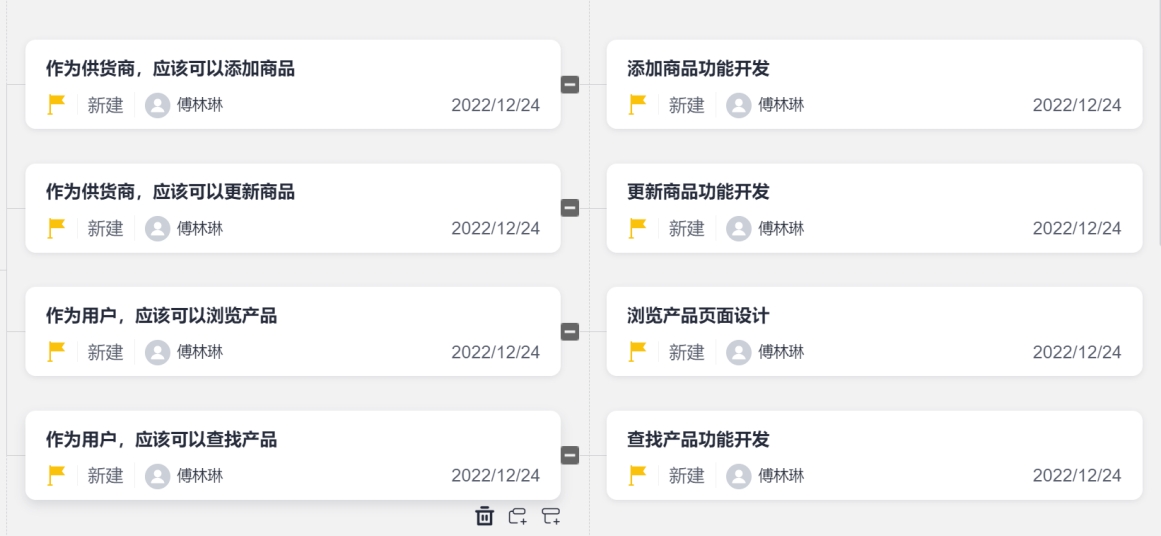 作为供货商，应该可以添加商品
新建 傅林琳 2022/12/24
添加商品功能开发
新建 傅林琳 2022/12/24
作为供货商，应该可以更新商品
新建 傅林琳 2022/12/24
更新商品功能开发
新建 傅林琳 2022/12/24
作为用户，应该可以浏览产品
新建 傅林琳 2022/12/24
浏览产品页面设计
新建 傅林琳 2022/12/24
作为用户，应该可以查找产品
新建 傅林琳 2022/12/24
查找产品功能开发
新建 傅林琳 2022/12/24